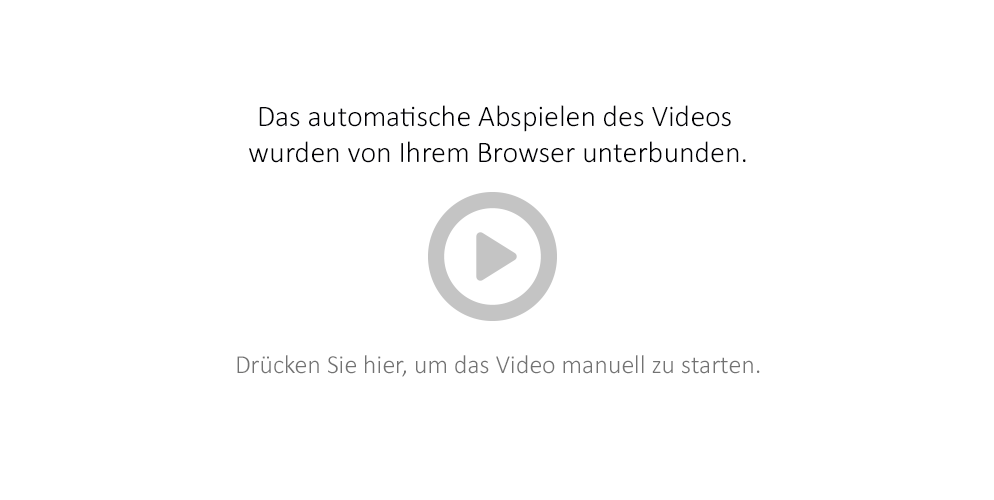 Das automatische Abspielen des Videos
wurden von Ihrem Browser unterbunden.
Drücken Sie hier, um das Video manuell zu starten.